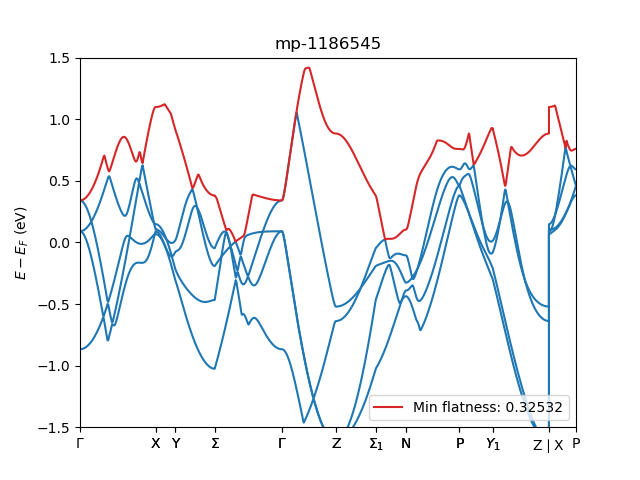 mp-1186545
E − E_F (eV)
1.5
1.0
0.5
0.0
−0.5
−1.0
−1.5
Min flatness: 0.32532
Γ X Y Σ Γ Z Σ₁ N P Y₁ Z | X P